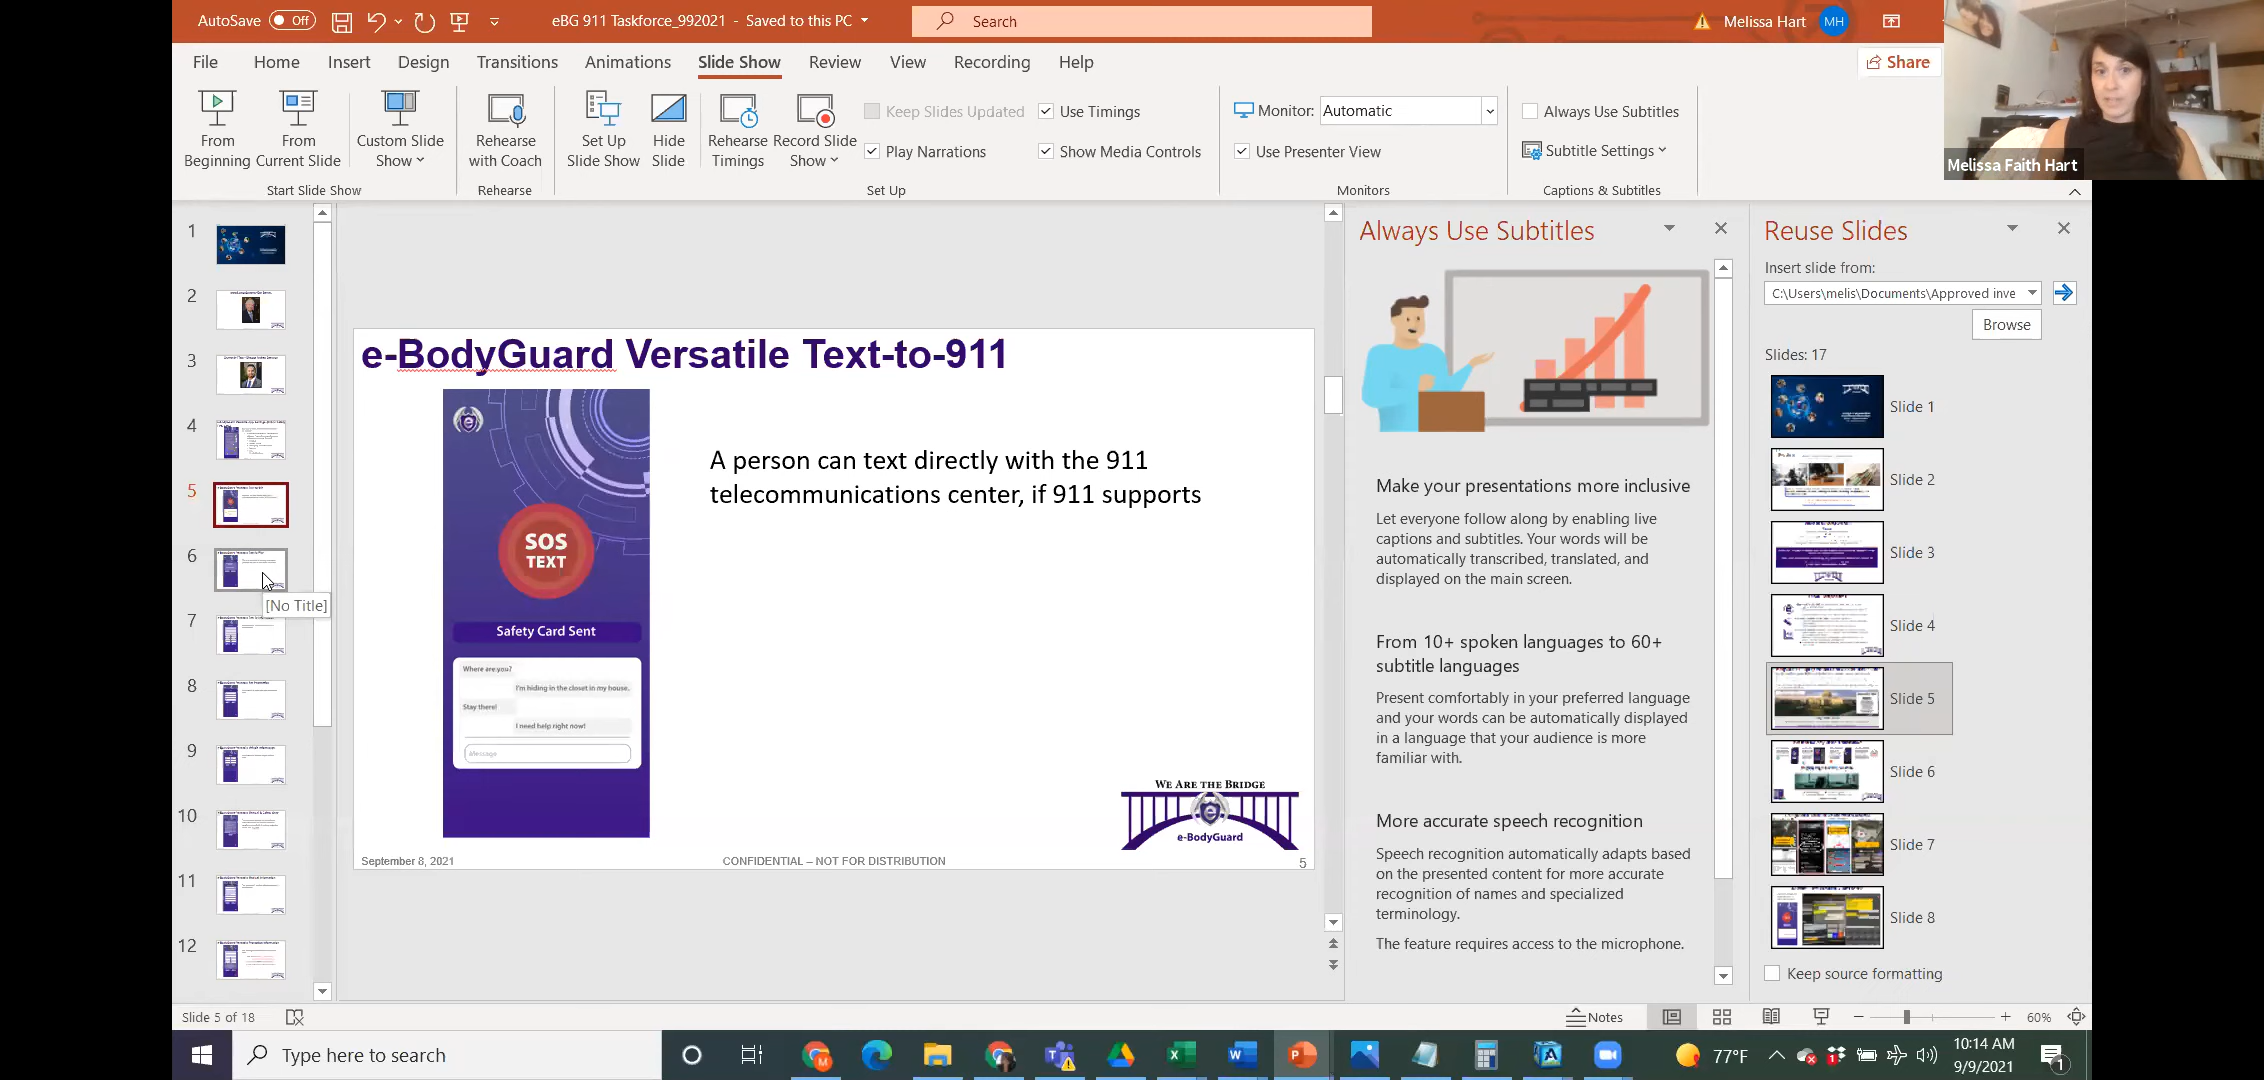 AutoSave Off eBG 911 Taskforce_992021 - Saved to this PC Search Melissa Hart MH
File Home Insert Design Transitions Animations Slide Show Review View Recording Help Share
From Beginning
From Current Slide
Custom Slide Show
Rehearse with Coach
Set Up Slide Show
Hide Slide
Rehearse Timings
Record Slide Show
Keep Slides Updated
Play Narrations
Use Timings
Show Media Controls
Monitor: Automatic
Use Presenter View
Always Use Subtitles
Subtitle Settings
Start Slide Show Rehearse Set Up Monitors Captions & Subtitles
Melissa Faith Hart
1
2
3
4
5
6
[No Title]
7
8
9
10
11
12
e-BodyGuard Versatile Text-to-911
A person can text directly with the 911
telecommunications center, if 911 supports
SOS
TEXT
Safety Card Sent
Where are you?
I'm hiding in the closet in my house.
Stay there!
I need help right now!
Message
WE ARE THE BRIDGE
e
e-BodyGuard
September 8, 2021 CONFIDENTIAL – NOT FOR DISTRIBUTION 5
Always Use Subtitles
Make your presentations more inclusive
Let everyone follow along by enabling live
captions and subtitles. Your words will be
automatically transcribed, translated, and
displayed on the main screen.
From 10+ spoken languages to 60+
subtitle languages
Present comfortably in your preferred language
and your words can be automatically displayed
in a language that your audience is more
familiar with.
More accurate speech recognition
Speech recognition automatically adapts based
on the presented content for more accurate
recognition of names and specialized
terminology.
The feature requires access to the microphone.
Reuse Slides
Insert slide from:
C:\Users\melis\Documents\Approved inve
Browse
Slides: 17
Slide 1
Slide 2
Slide 3
Slide 4
Slide 5
Slide 6
Slide 7
Slide 8
Keep source formatting
Slide 5 of 18 Notes 60%
Type here to search 77°F 10:14 AM
9/9/2021 1